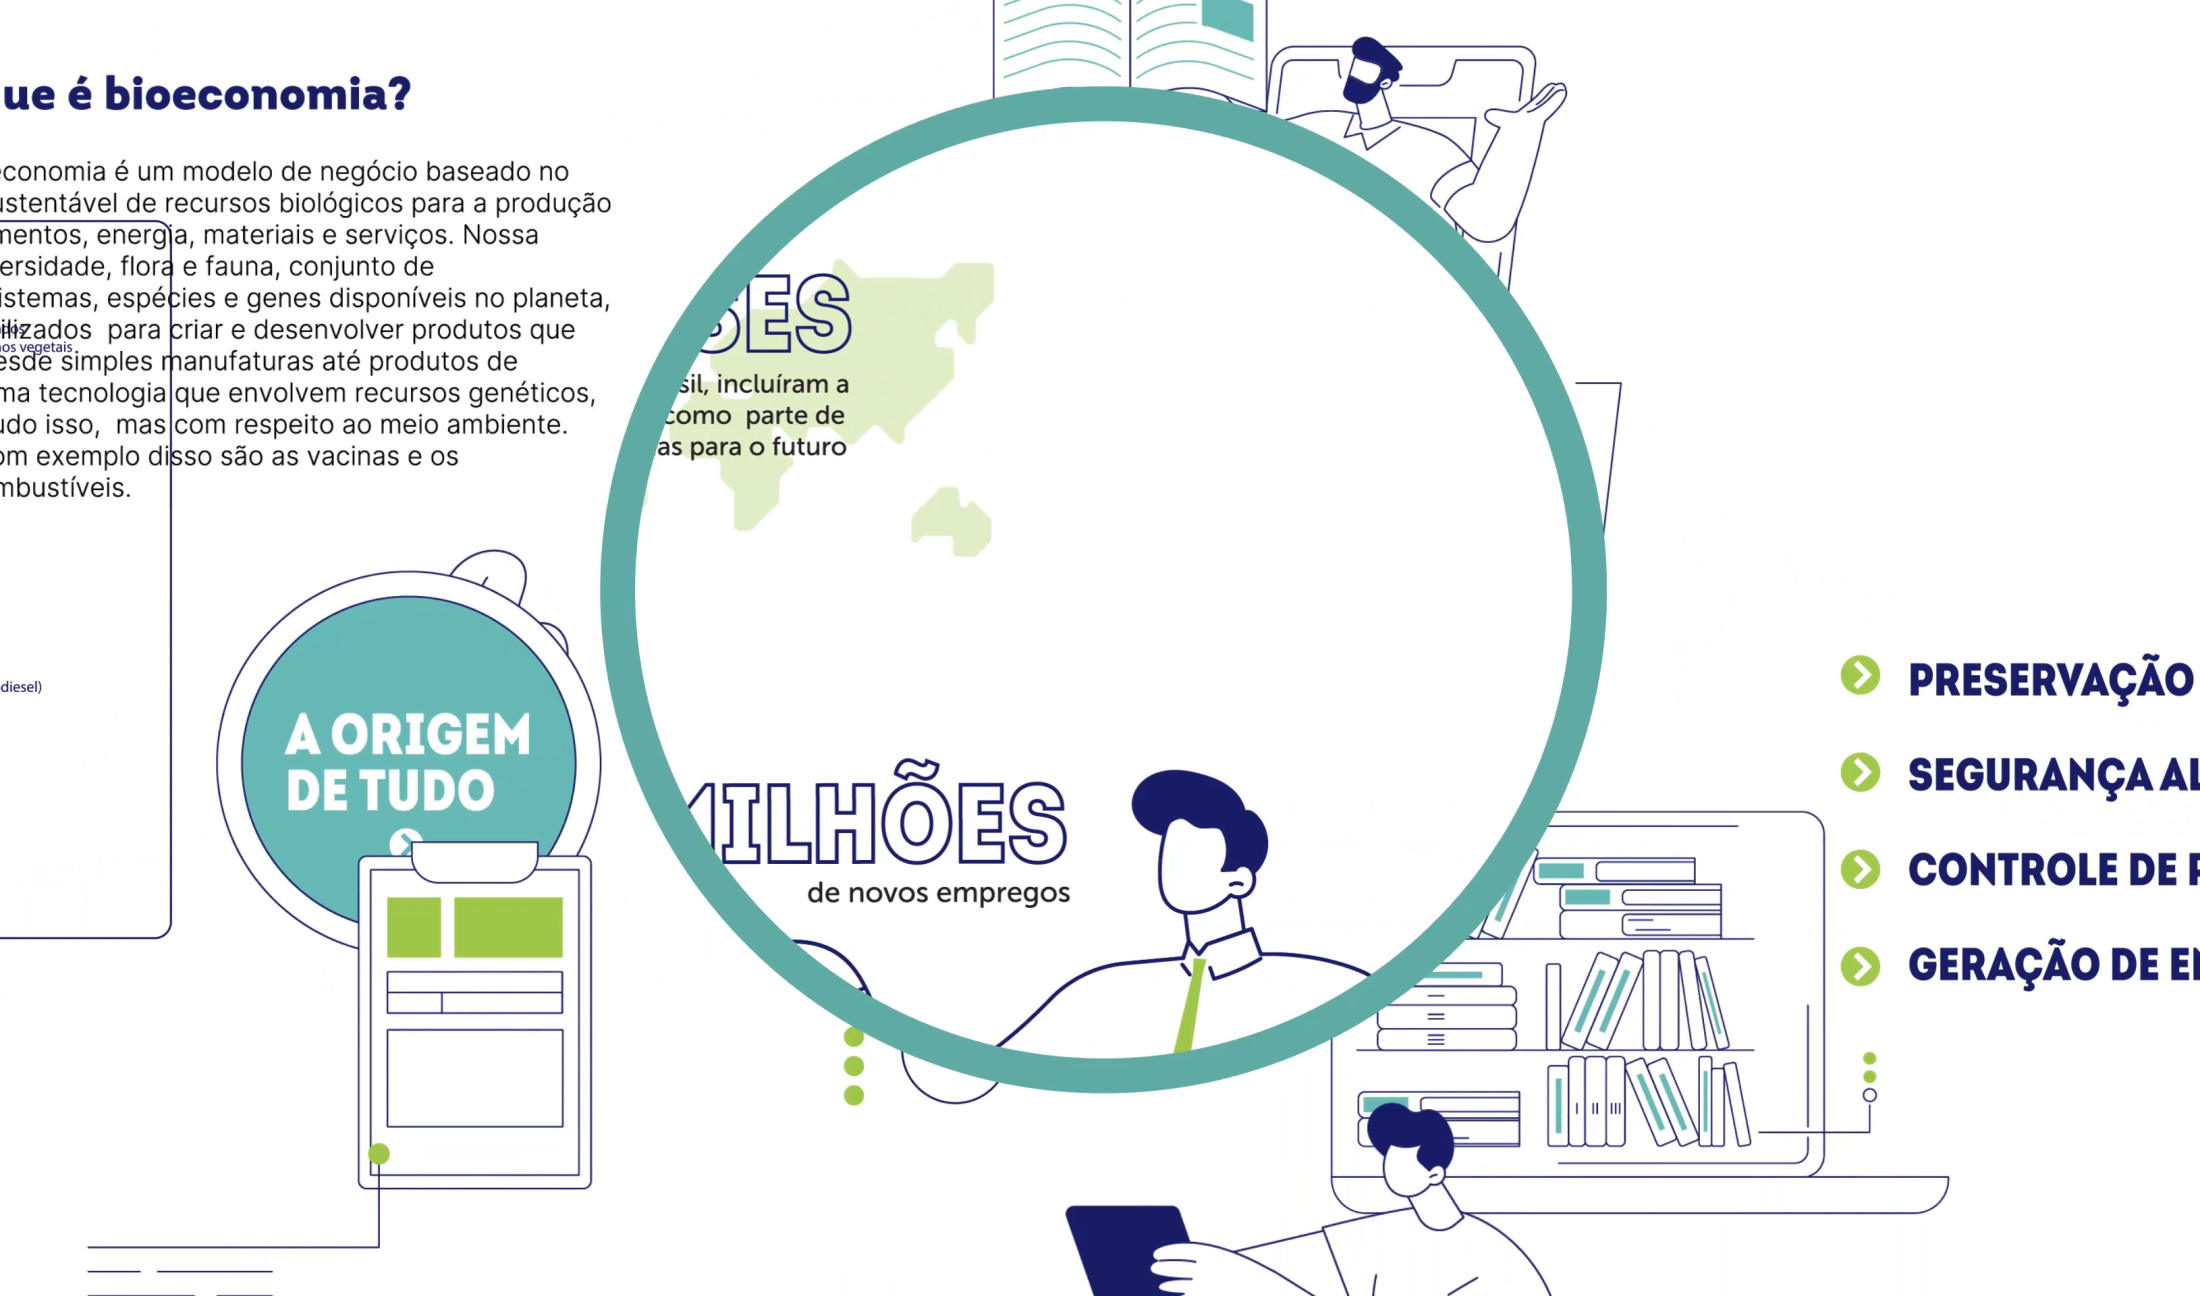 ue é bioeconomia?
economia é um modelo de negócio baseado no
ustentável de recursos biológicos para a produção
mentos, energia, materiais e serviços. Nossa
ersidade, flora e fauna, conjunto de
istemas, espécies e genes disponíveis no planeta,
ilizados para criar e desenvolver produtos que
os vegetais
esde simples manufaturas até produtos de
ma tecnologia que envolvem recursos genéticos,
udo isso, mas com respeito ao meio ambiente.
om exemplo disso são as vacinas e os
mbustíveis.
diesel)
A ORIGEM
DE TUDO
SES
sil, incluíram a
como parte de
as para o futuro
MILHÕES
de novos empregos
PRESERVAÇÃO
SEGURANÇA AL
CONTROLE DE P
GERAÇÃO DE EM